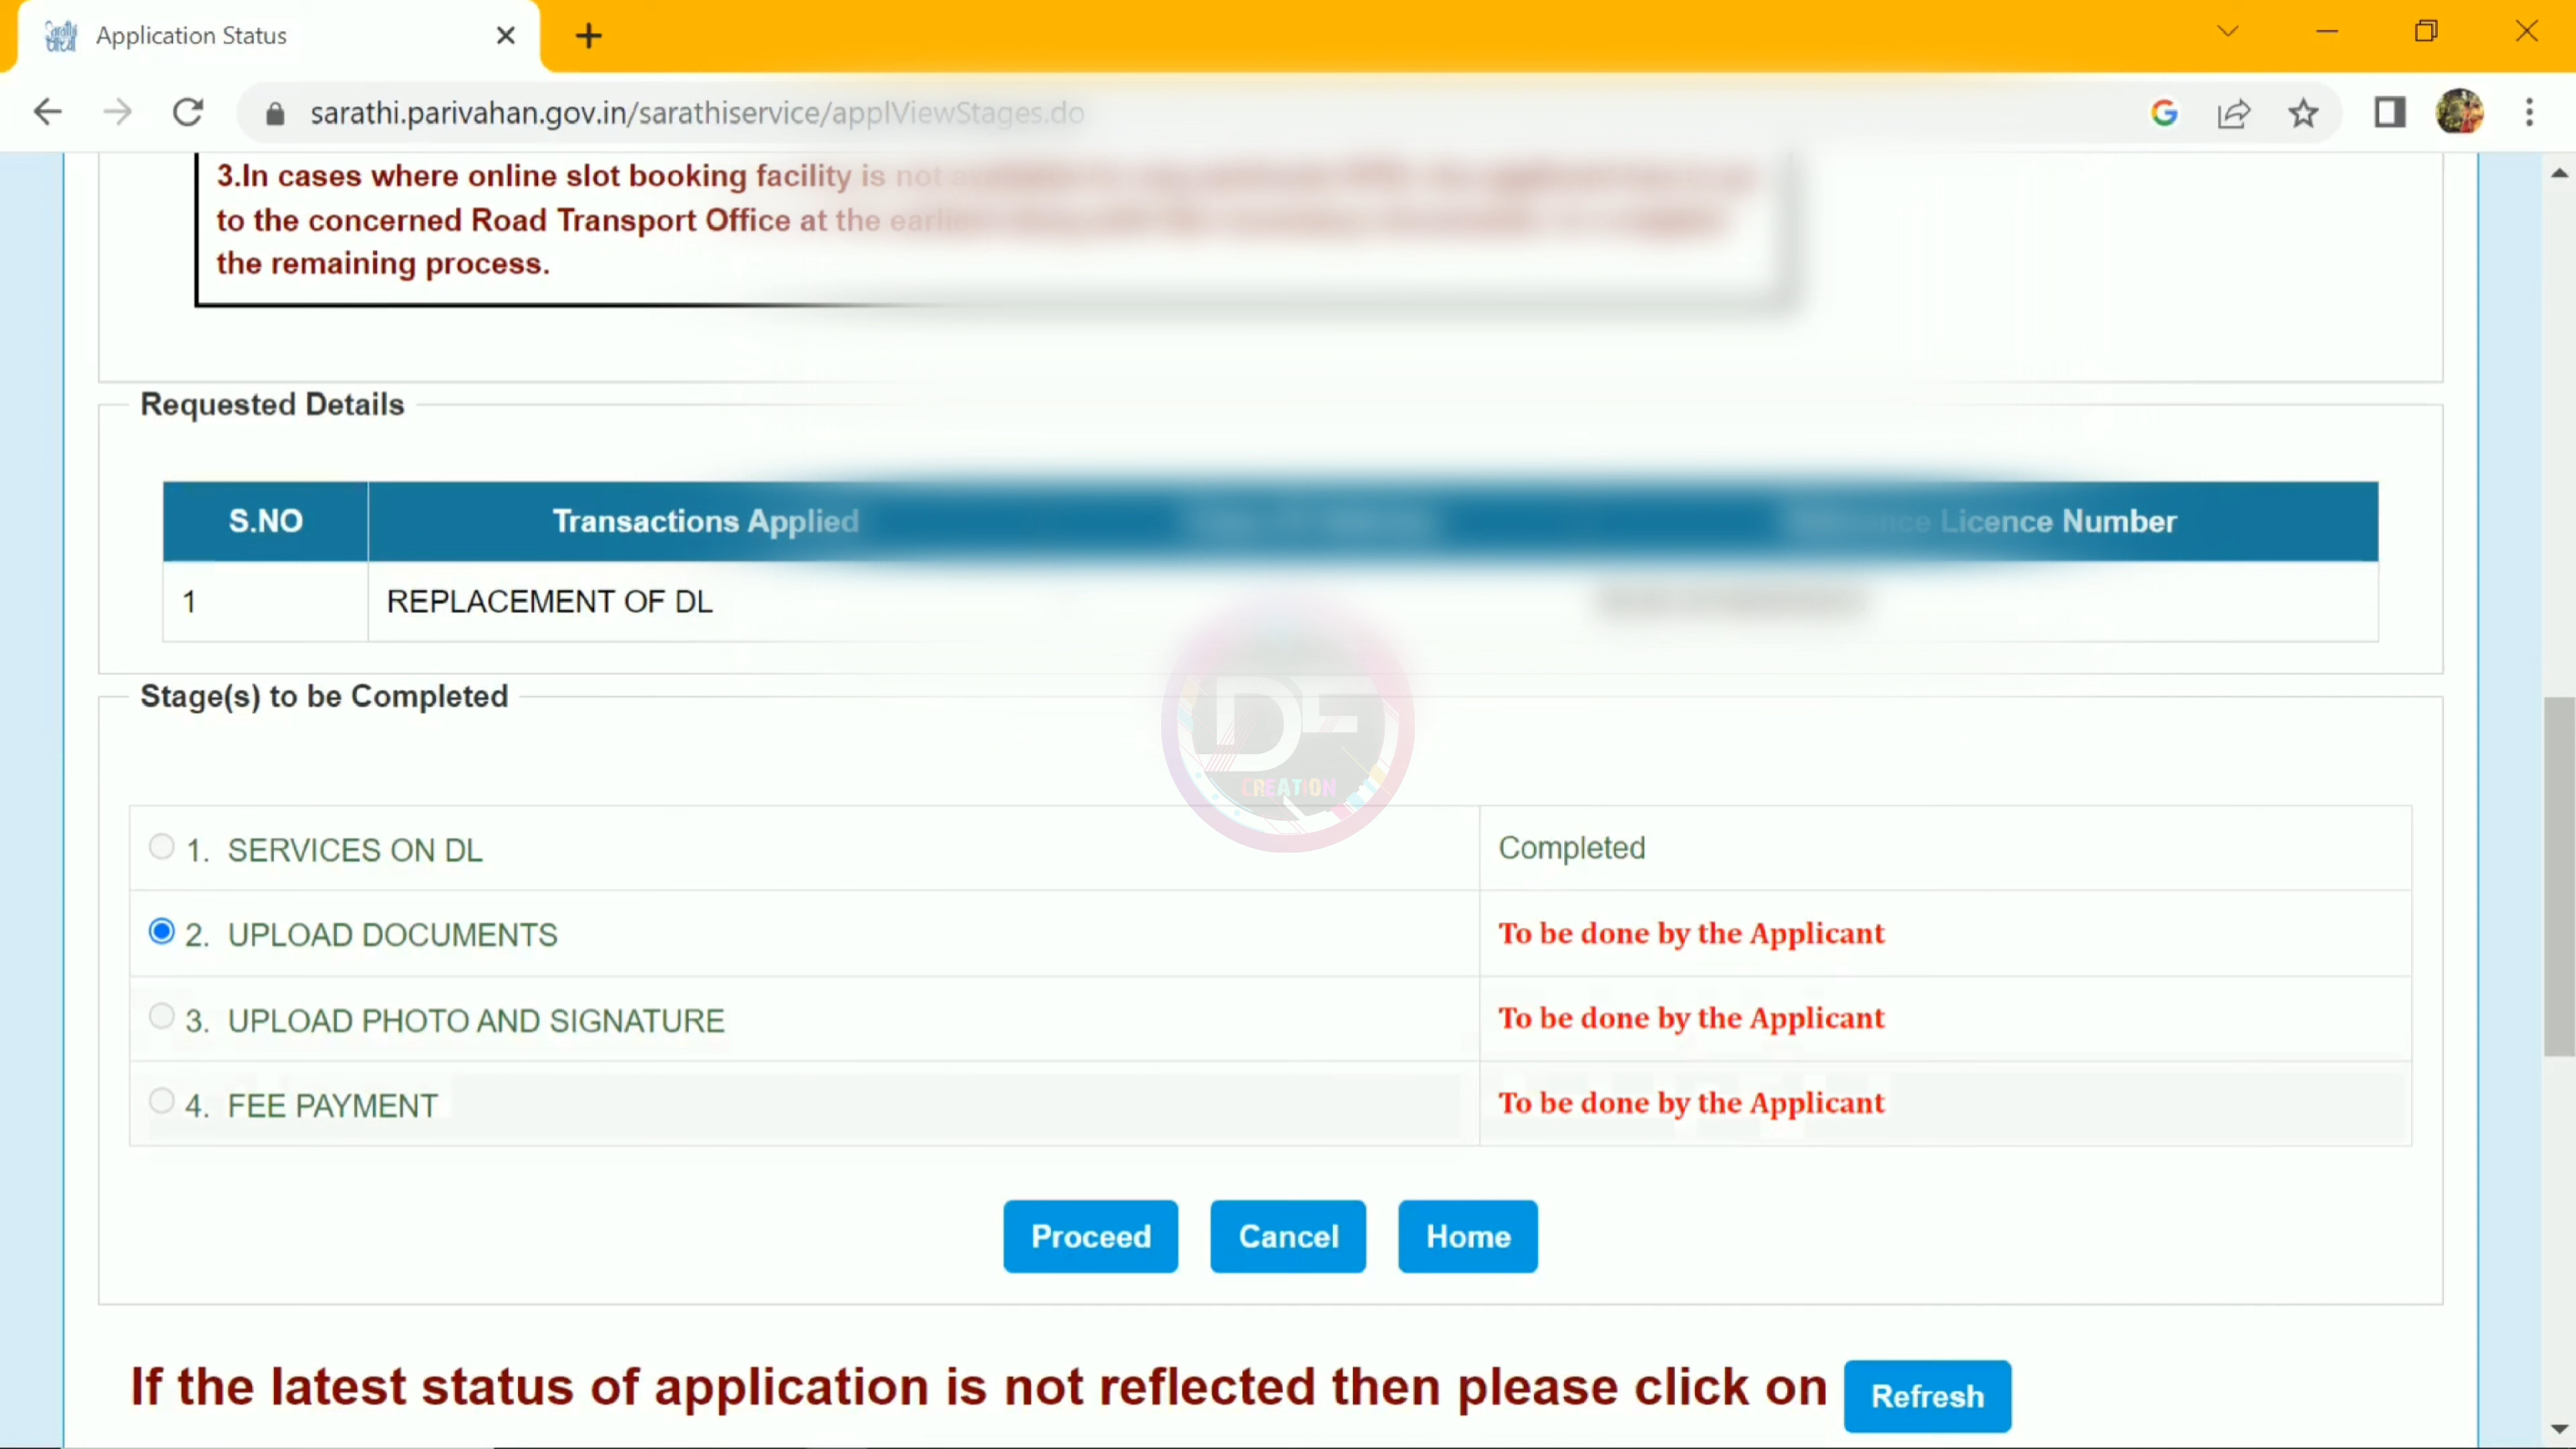 Application Status
sarathi.parivahan.gov.in/sarathiservice/applViewStages.do
3.In cases where online slot booking facility is not
to the concerned Road Transport Office at the
the remaining process.
Requested Details
S.NO Transactions Applied Licence Number
1 REPLACEMENT OF DL
Stage(s) to be Completed
DF
CREATION
1. SERVICES ON DL Completed
2. UPLOAD DOCUMENTS To be done by the Applicant
3. UPLOAD PHOTO AND SIGNATURE To be done by the Applicant
4. FEE PAYMENT To be done by the Applicant
Proceed Cancel Home
If the latest status of application is not reflected then please click on Refresh